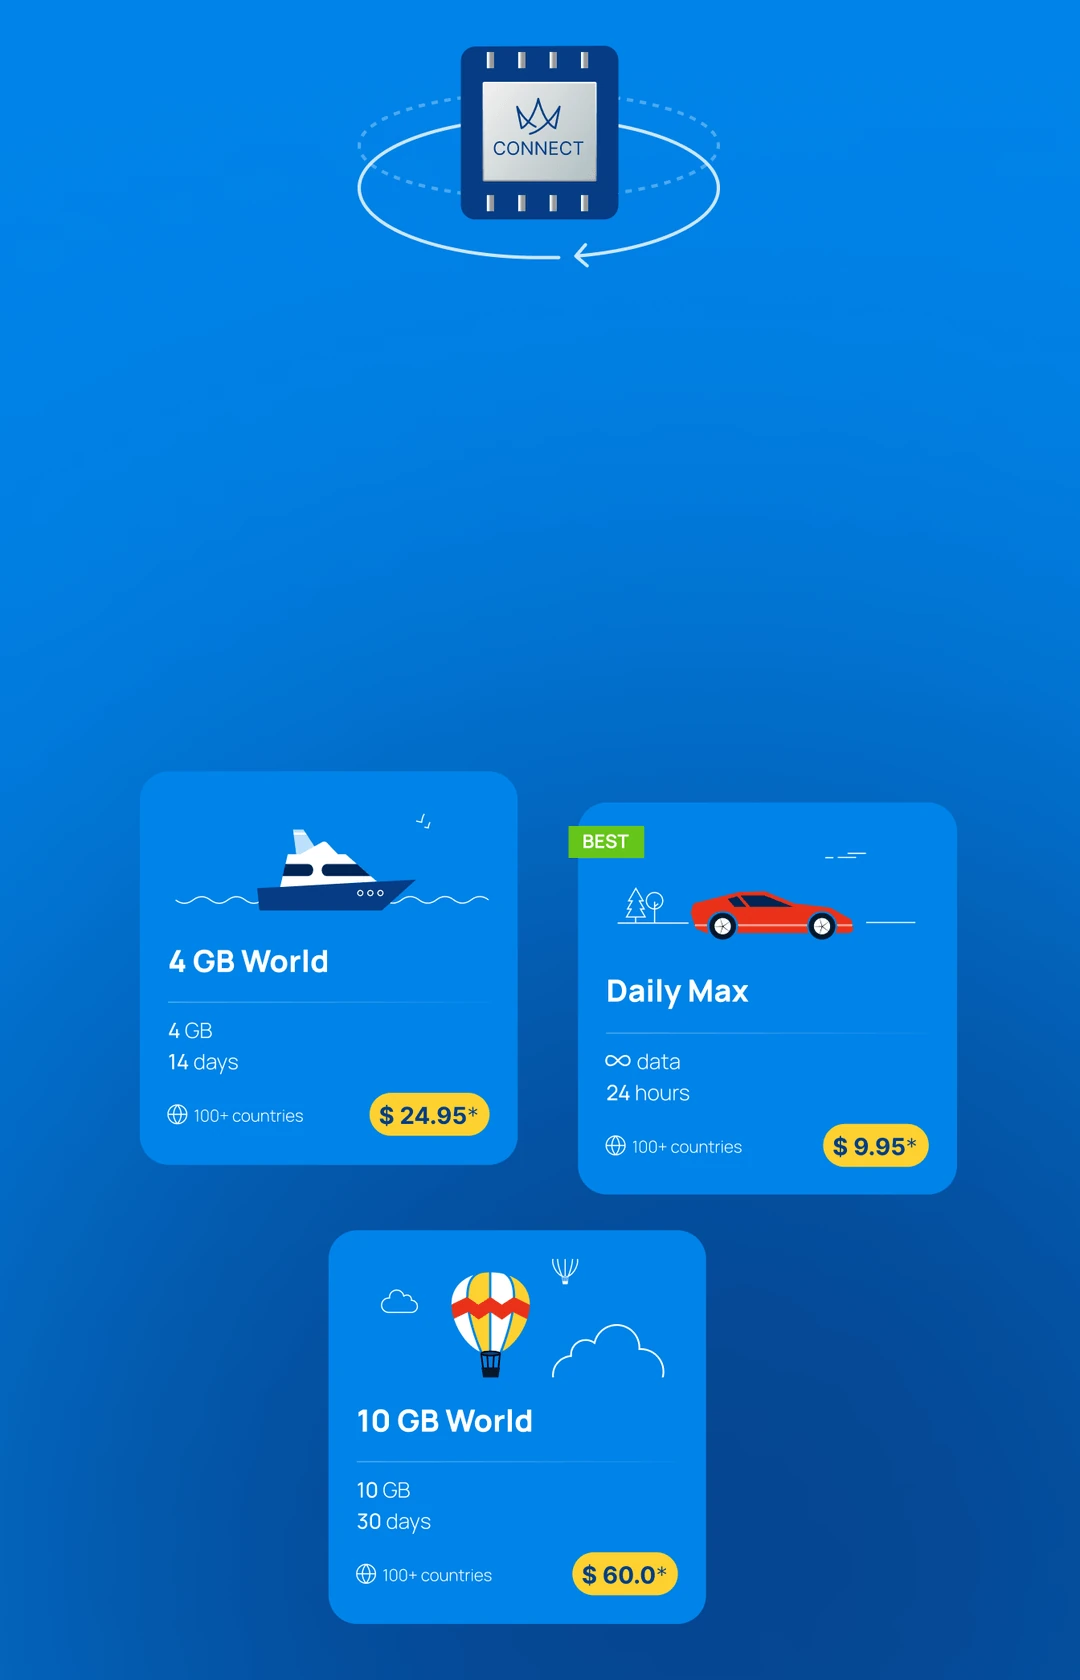 CONNECT
4 GB World
4 GB
14 days
100+ countries
$ 24.95*
BEST
Daily Max
∞ data
24 hours
100+ countries
$ 9.95*
10 GB World
10 GB
30 days
100+ countries
$ 60.0*